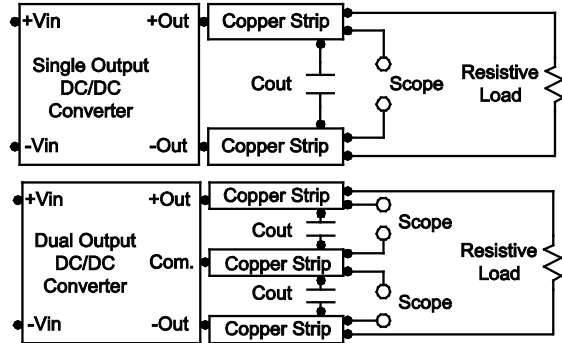 +Vin
+Out
Copper Strip
Single Output
DC/DC
Converter
Cout
Scope
Resistive
Load
-Vin
-Out
Copper Strip
+Vin
+Out
Copper Strip
Dual Output
DC/DC
Converter
Cout
Scope
Com.
Copper Strip
Resistive
Load
Cout
Scope
-Vin
-Out
Copper Strip